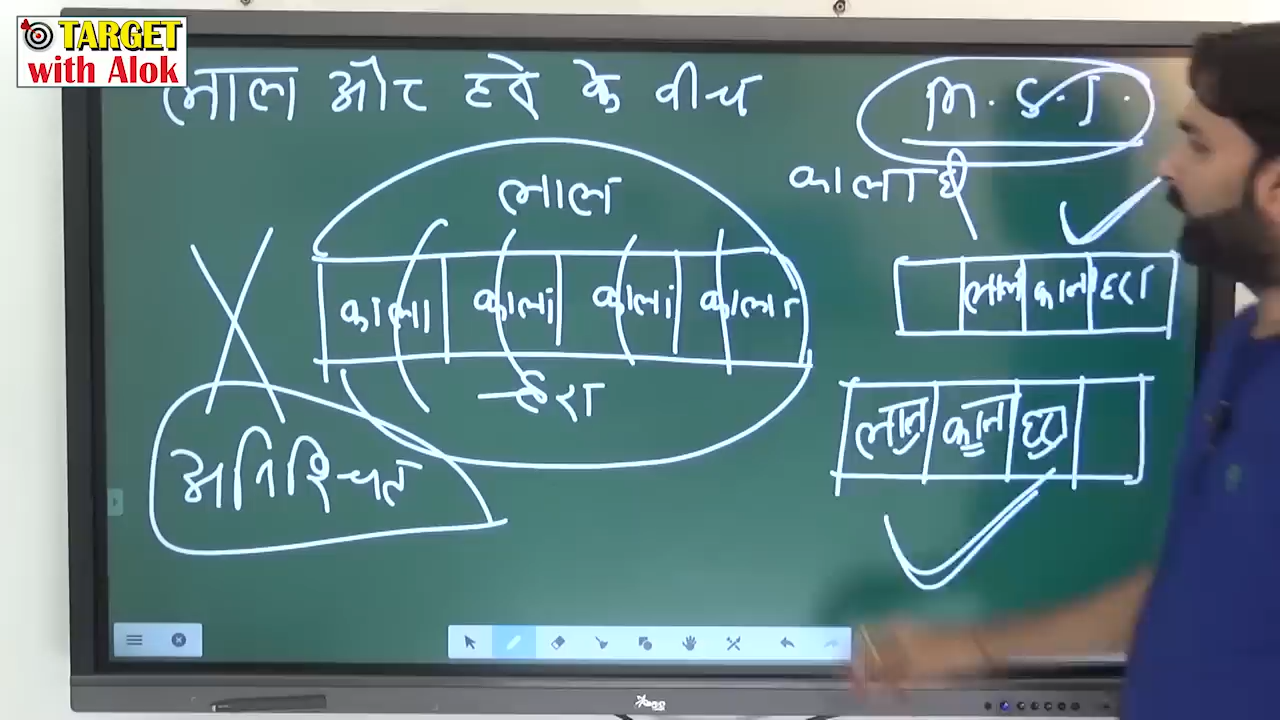 TARGET
with Alok
लाल और हरे के बीच
M.S.T.
काला ही
लाल
काला काला काला काला
हरा
अनिश्चित
लाल काला हरा
लाल काला हरा